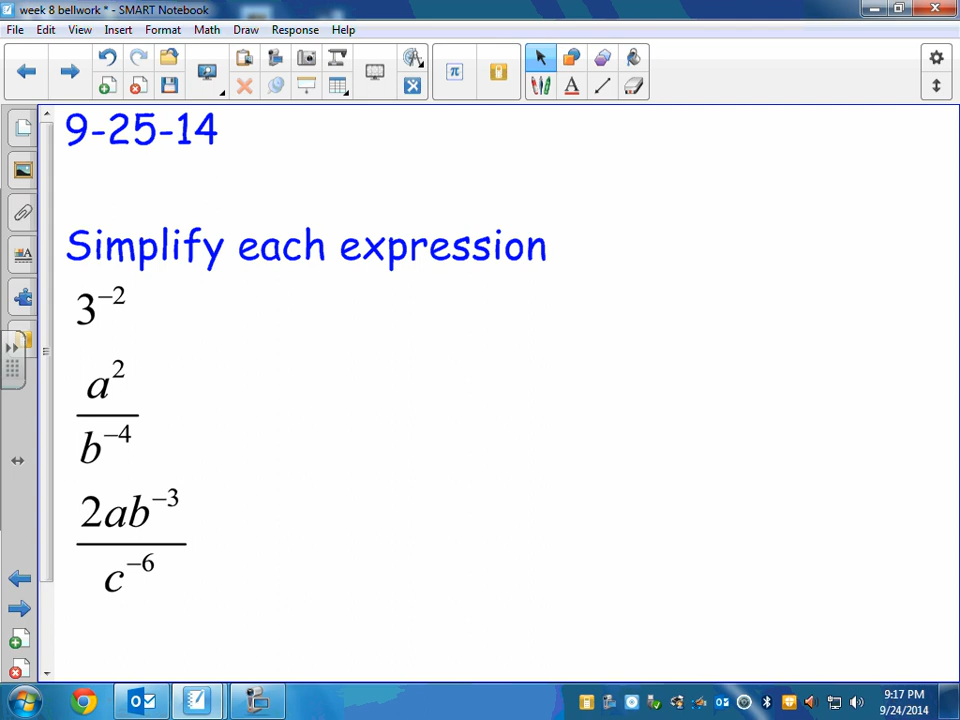 week 8 bellwork * - SMART Notebook
File Edit View Insert Format Math Draw Response Help
9-25-14
Simplify each expression
3⁻²
a²
b⁻⁴
2ab⁻³
c⁻⁶
9:17 PM
9/24/2014